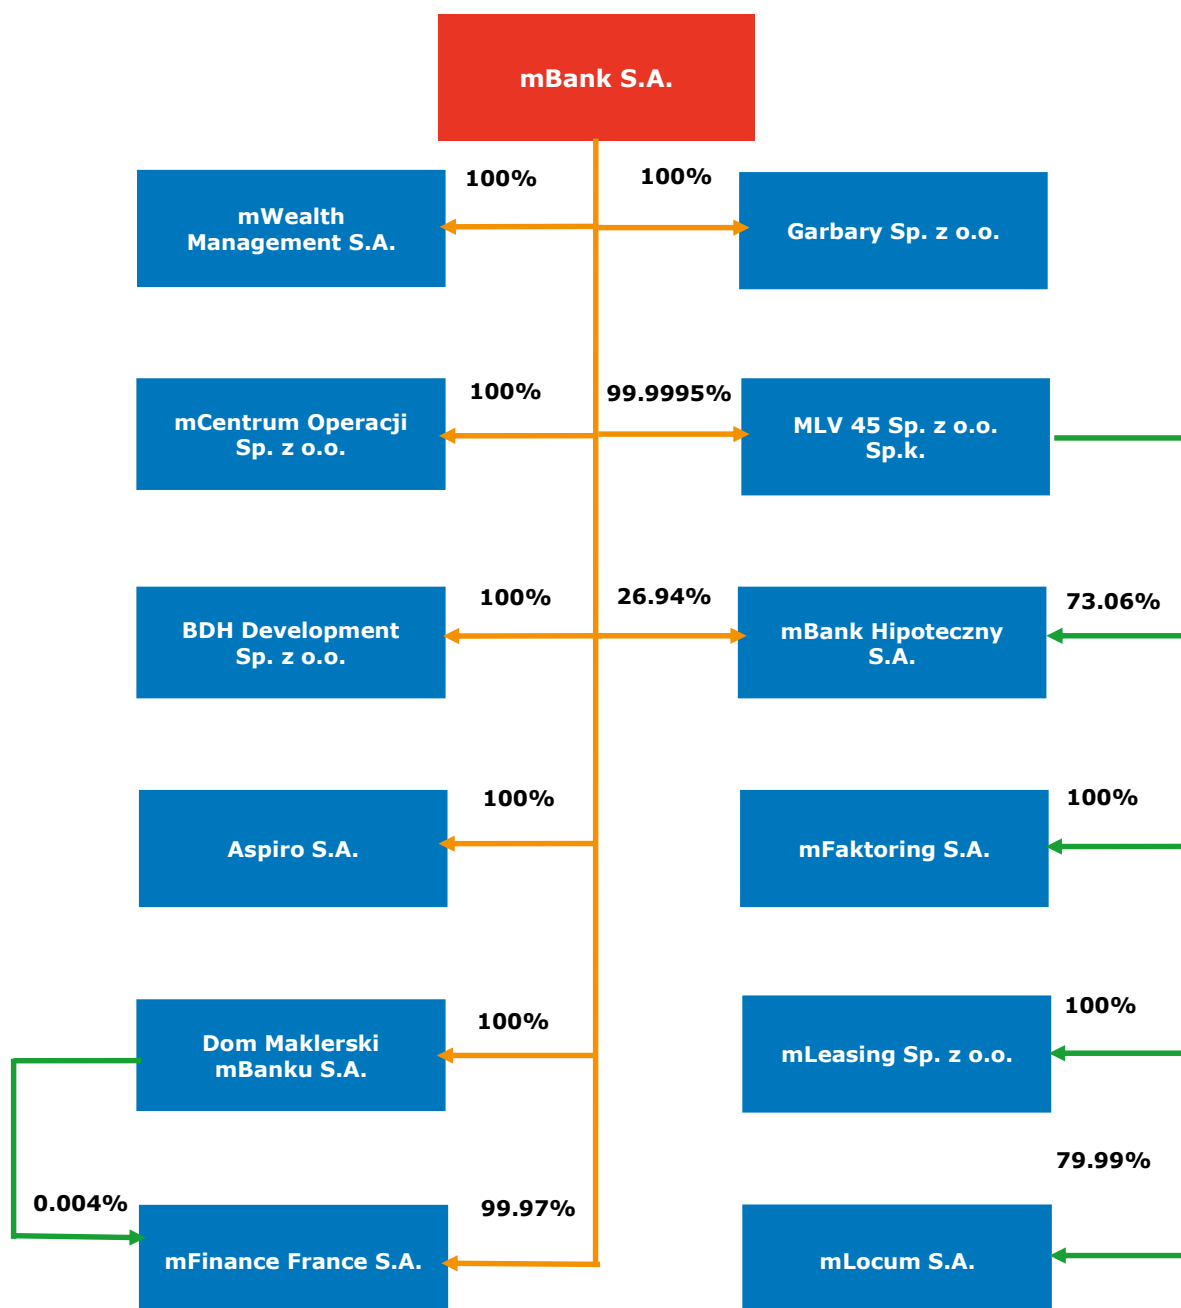 mBank S.A.
100%
100%
mWealth
Management S.A.
Garbary Sp. z o.o.
100%
99.9995%
mCentrum Operacji
Sp. z o.o.
MLV 45 Sp. z o.o.
Sp.k.
100%
26.94%
73.06%
BDH Development
Sp. z o.o.
mBank Hipoteczny
S.A.
100%
100%
Aspiro S.A.
mFaktoring S.A.
100%
100%
Dom Maklerski
mBanku S.A.
mLeasing Sp. z o.o.
79.99%
0.004%
99.97%
mFinance France S.A.
mLocum S.A.